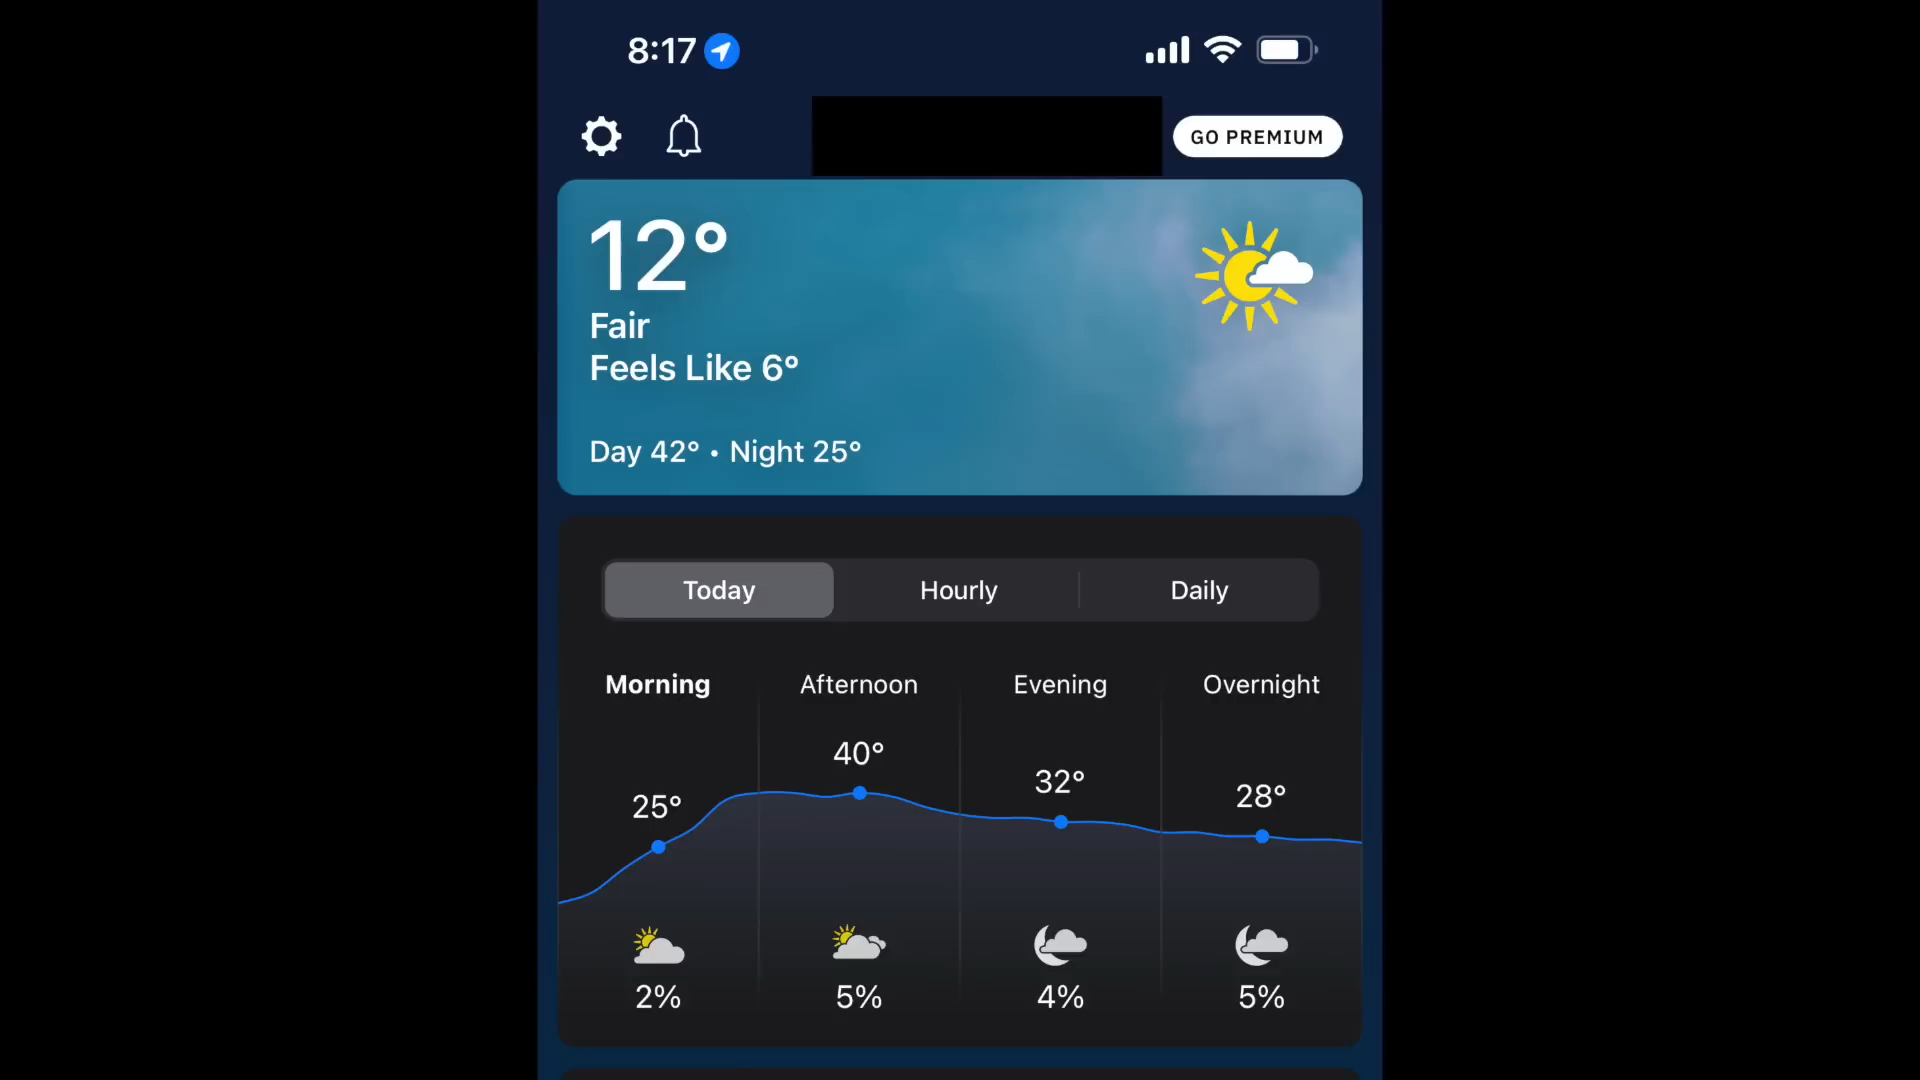 8:17
GO PREMIUM
12°
Fair
Feels Like 6°
Day 42° • Night 25°
Today Hourly Daily
Morning Afternoon Evening Overnight
25° 40° 32° 28°
2% 5% 4% 5%